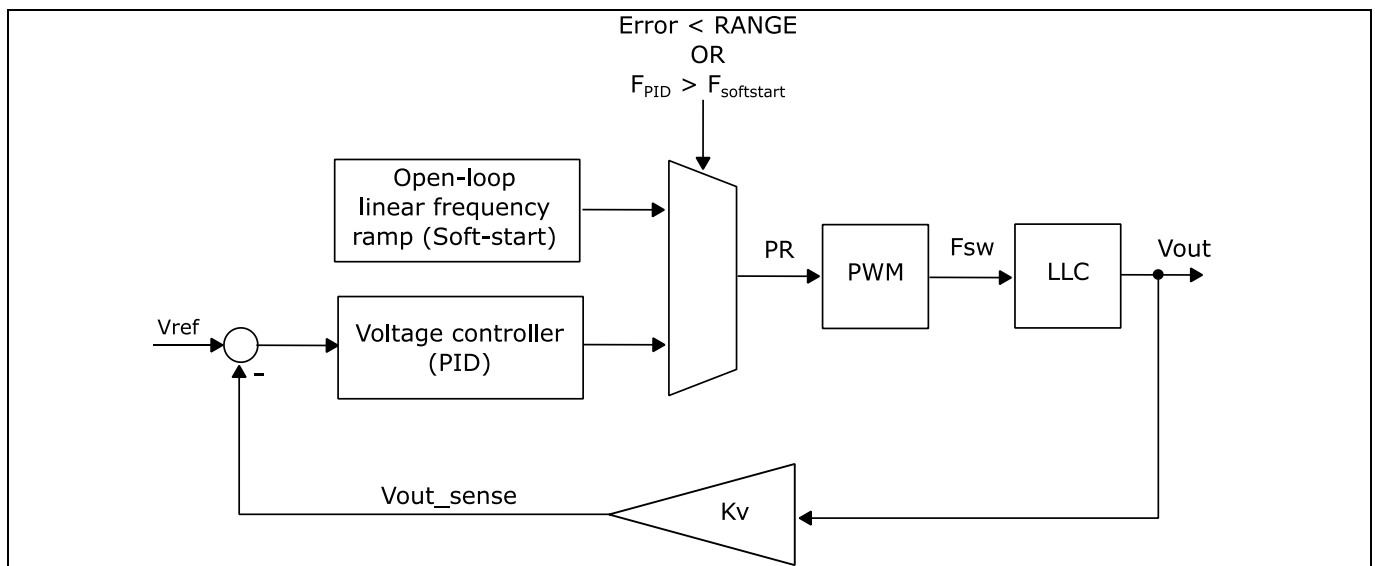 Error < RANGE
OR
F_PID > F_softstart
Open-loop
linear frequency
ramp (Soft-start)
PR
PWM
Fsw
LLC
Vout
Vref
-
Voltage controller
(PID)
Vout_sense
Kv